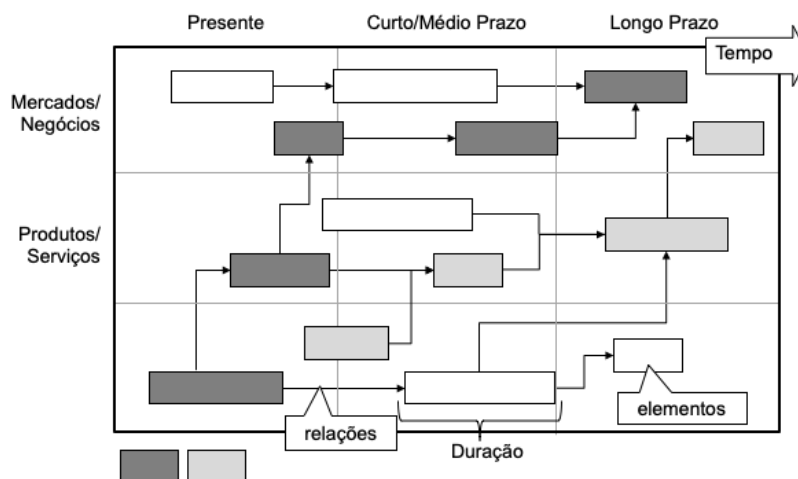 Presente
Curto/Médio Prazo
Longo Prazo
Tempo
Mercados/
Negócios
Produtos/
Serviços
relações
Duração
elementos